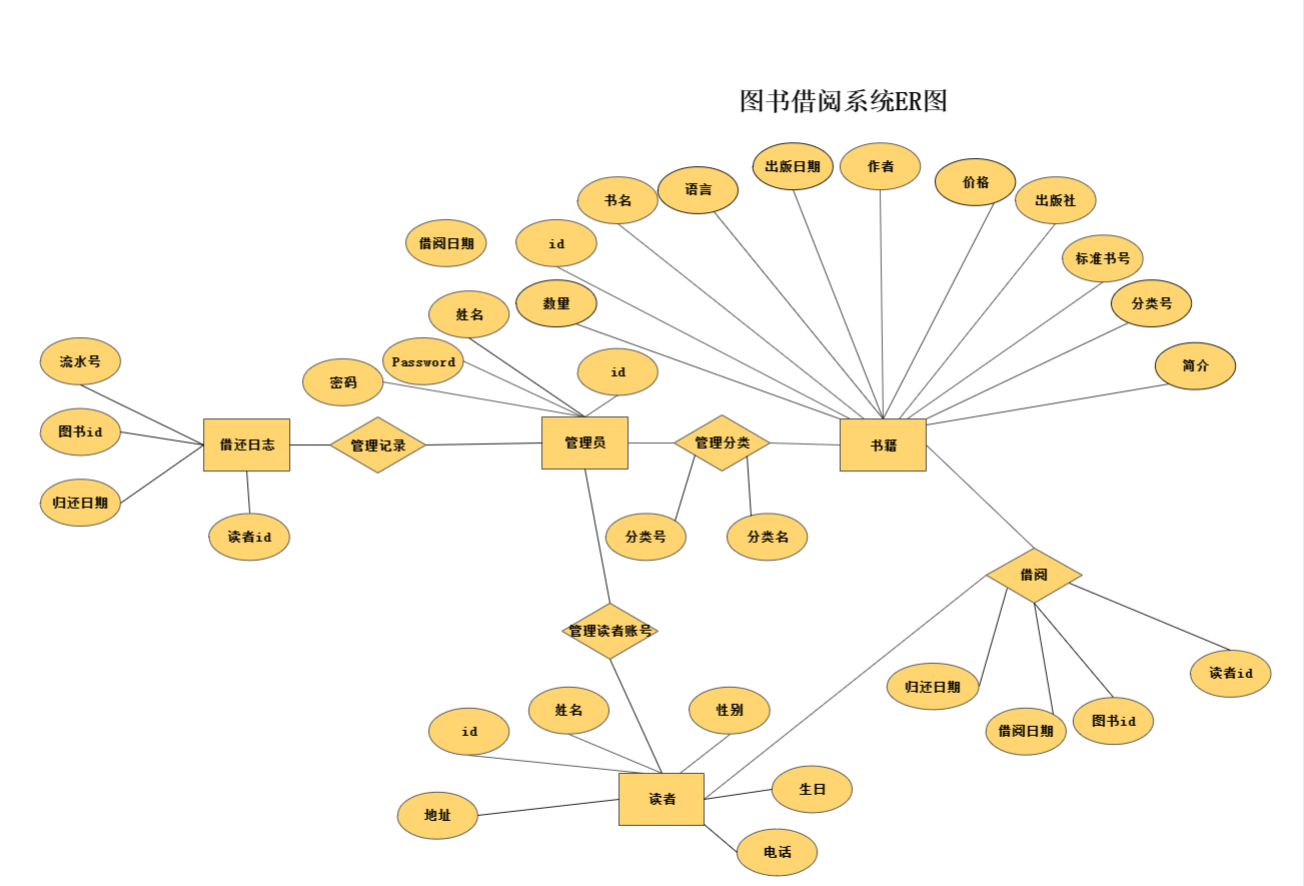 图书借阅系统ER图
出版日期
作者
价格
语言
书名
出版社
借阅日期
id
标准书号
数量
分类号
姓名
流水号
Password
简介
id
密码
图书id
借还日志
管理记录
管理员
管理分类
书籍
归还日期
读者id
分类号
分类名
借阅
管理读者账号
读者id
归还日期
姓名
性别
图书id
id
借阅日期
生日
读者
地址
电话